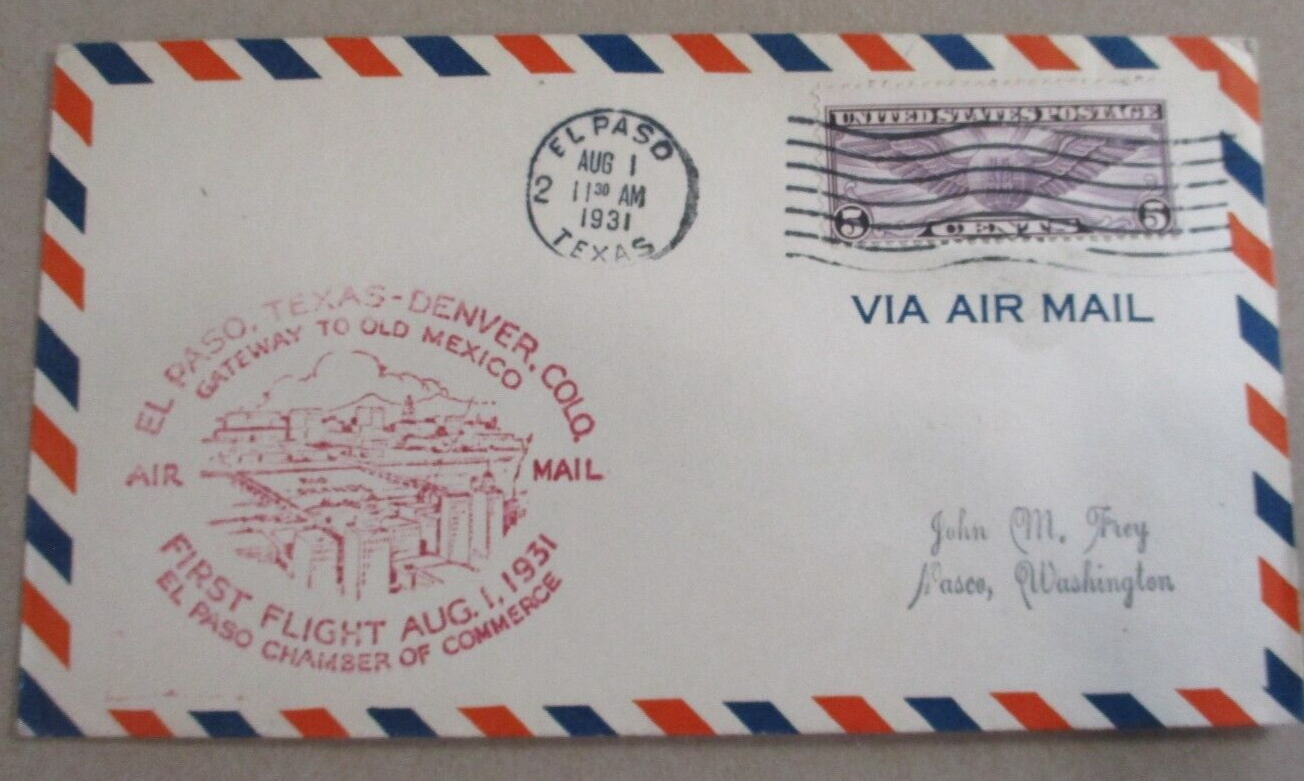 EL PASO
AUG 1
2 11 30 AM
1931
TEXAS
UNITED STATES POSTAGE
5 CENTS 5
VIA AIR MAIL
EL PASO, TEXAS - DENVER, COLO.
GATEWAY TO OLD MEXICO
AIR MAIL
FIRST FLIGHT AUG. 1, 1931
EL PASO CHAMBER OF COMMERCE
John M. Frey
Pasco, Washington